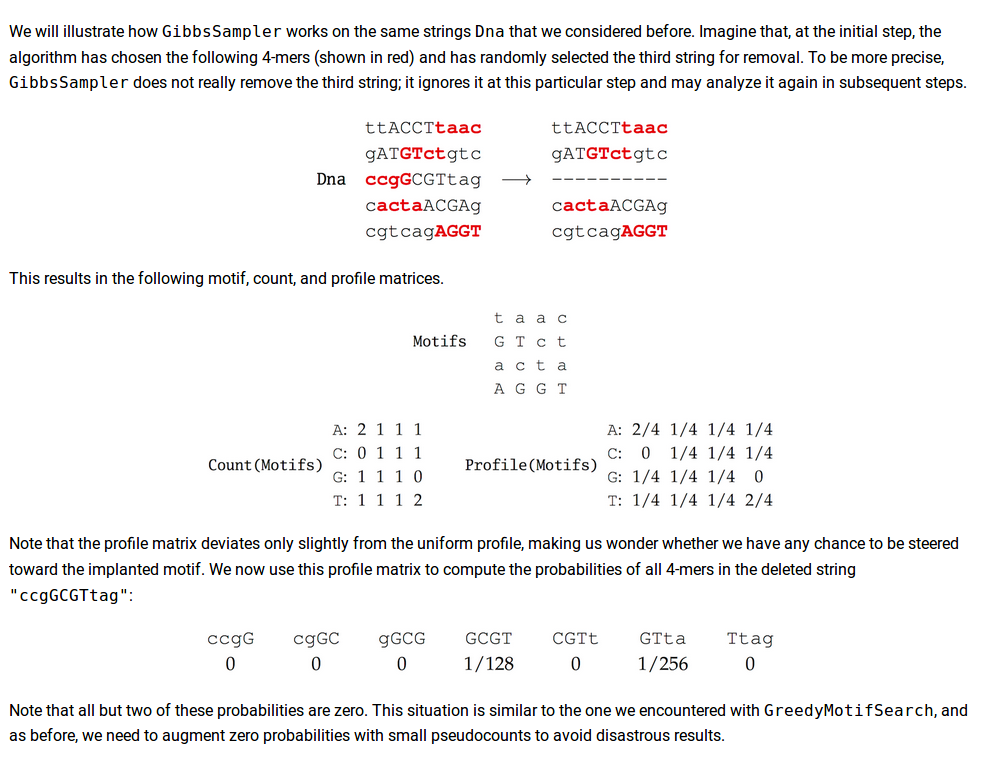 We will illustrate how GibbsSampler works on the same strings Dna that we considered before. Imagine that, at the initial step, the
algorithm has chosen the following 4-mers (shown in red) and has randomly selected the third string for removal. To be more precise,
GibbsSampler does not really remove the third string; it ignores it at this particular step and may analyze it again in subsequent steps.
ttACCTtaac ttACCTtaac
gATGTctgtc gATGTctgtc
Dna ccgGCGTtag → ----------
cactaACGAg cactaACGAg
cgtcagAGGT cgtcagAGGT
This results in the following motif, count, and profile matrices.
t a a c
Motifs G T c t
a c t a
A G G T
A: 2 1 1 1 A: 2/4 1/4 1/4 1/4
C: 0 1 1 1 C: 0 1/4 1/4 1/4
Count(Motifs) Profile(Motifs)
G: 1 1 1 0 G: 1/4 1/4 1/4 0
T: 1 1 1 2 T: 1/4 1/4 1/4 2/4
Note that the profile matrix deviates only slightly from the uniform profile, making us wonder whether we have any chance to be steered
toward the implanted motif. We now use this profile matrix to compute the probabilities of all 4-mers in the deleted string
"ccgGCGTtag":
ccgG cgGC gGCG GCGT CGTt GTta Ttag
0 0 0 1/128 0 1/256 0
Note that all but two of these probabilities are zero. This situation is similar to the one we encountered with GreedyMotifSearch, and
as before, we need to augment zero probabilities with small pseudocounts to avoid disastrous results.